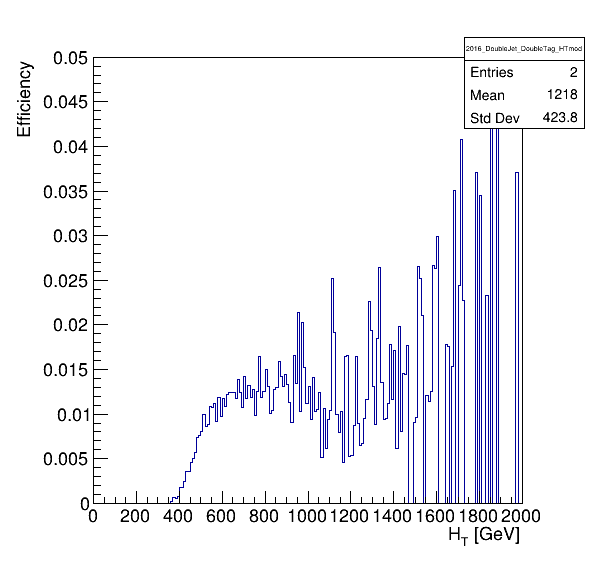 2016_DoubleJet_DoubleTag_HTmod
Entries 2
Mean 1218
Std Dev 423.8
Efficiency
0.05
0.045
0.04
0.035
0.03
0.025
0.02
0.015
0.01
0.005
0
0 200 400 600 800 1000 1200 1400 1600 1800 2000
H_T [GeV]